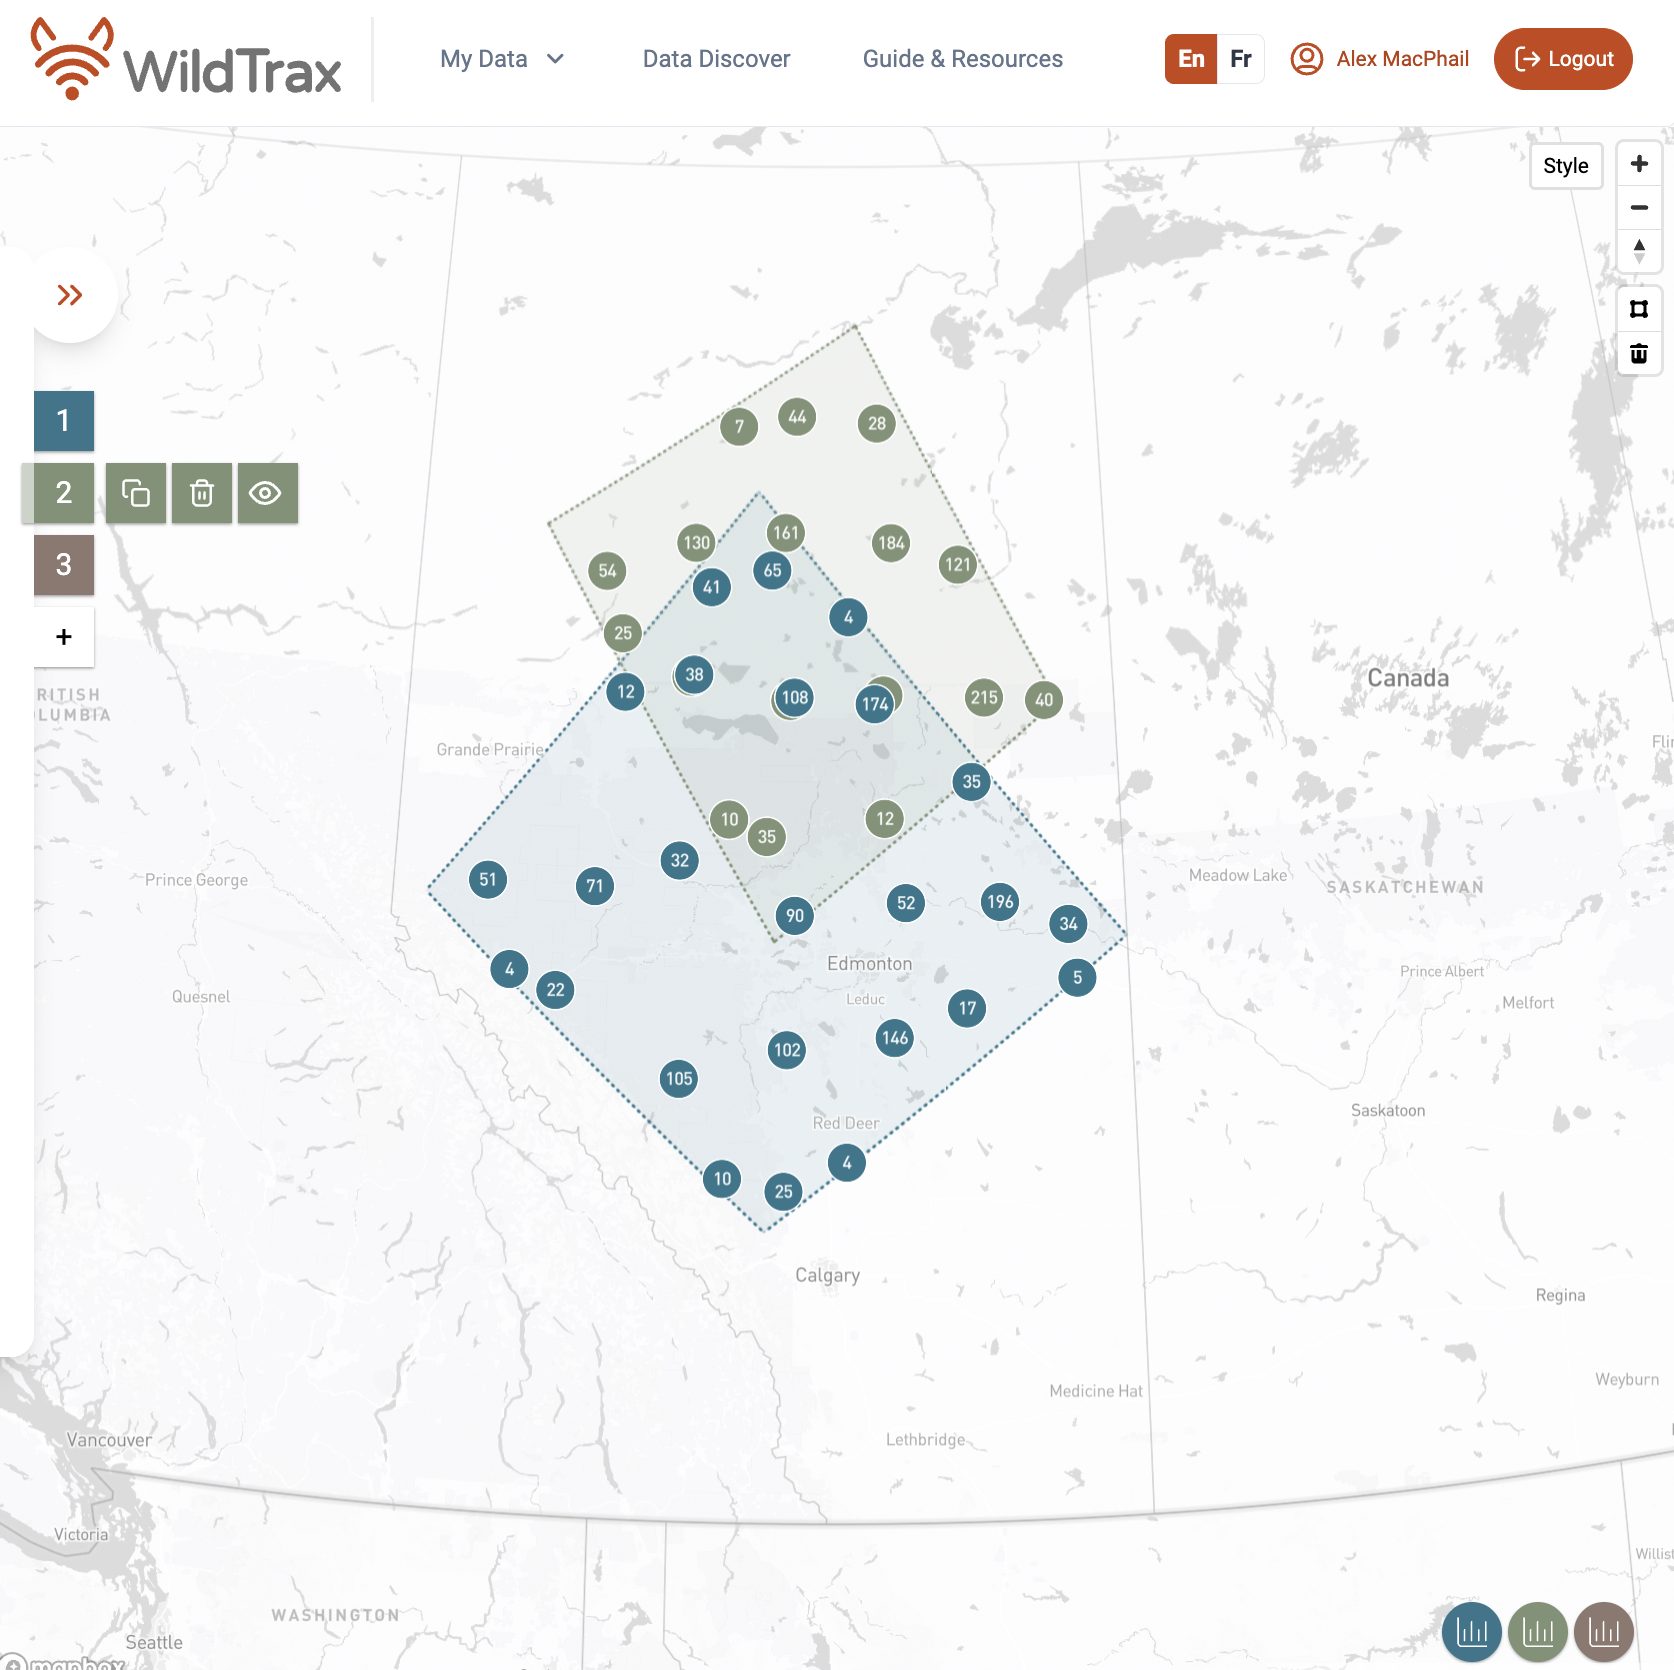 WildTrax
My Data
Data Discover
Guide & Resources
En
Fr
Alex MacPhail
Logout
Style
1
2
3
+
7
44
28
130
161
184
121
54
65
41
4
25
38
12
108
174
215
40
RITISH
LUMBIA
Canada
Grande Prairie
35
10
35
12
32
51
71
Prince George
Meadow Lake
SASKATCHEWAN
90
52
196
34
Edmonton
4
22
5
Prince Albert
Quesnel
Leduc
Melfort
17
146
102
105
Red Deer
Saskatoon
4
10
25
Calgary
Regina
Medicine Hat
Weyburn
Vancouver
Lethbridge
Victoria
Willist
WASHINGTON
Seattle
mapbox